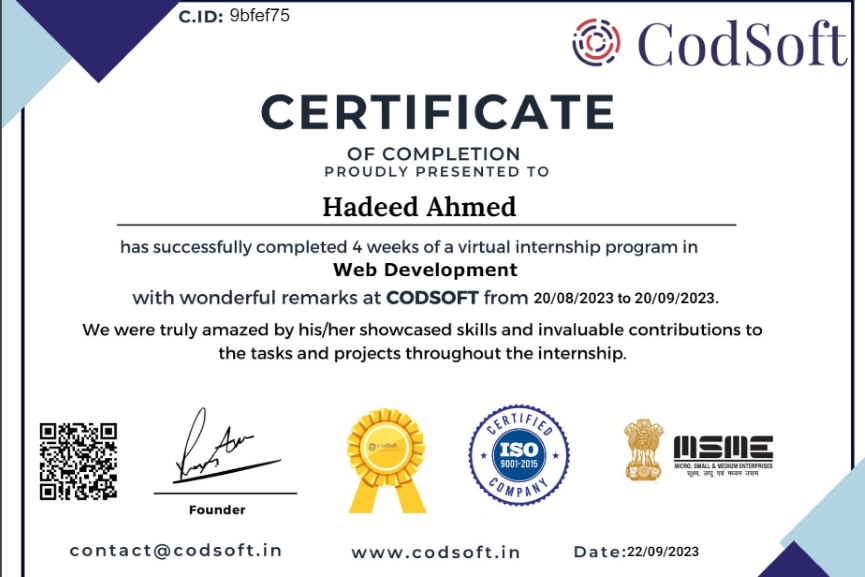 C.ID: 9bfef75
CodSoft
CERTIFICATE
OF COMPLETION
PROUDLY PRESENTED TO
Hadeed Ahmed
has successfully completed 4 weeks of a virtual internship program in
Web Development
with wonderful remarks at CODSOFT from 20/08/2023 to 20/09/2023.
We were truly amazed by his/her showcased skills and invaluable contributions to
the tasks and projects throughout the internship.
Founder
CodSoft
CERTIFIED
ISO
9001-2015
COMPANY
MSME
MICRO, SMALL & MEDIUM ENTERPRISES
सूक्ष्म, लघु एवं मध्यम उद्यम
contact@codsoft.in
www.codsoft.in
Date:22/09/2023